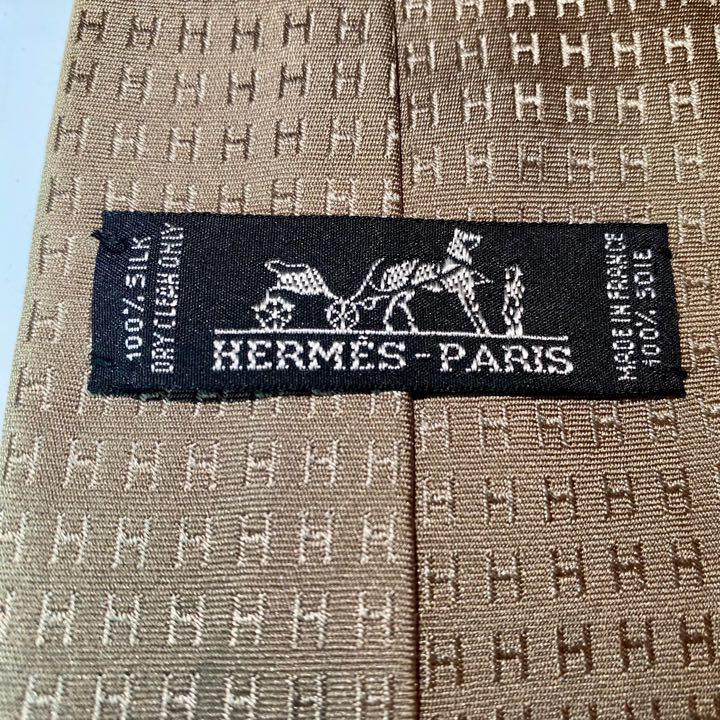 100% SILK
DRY CLEAN ONLY
HERMÈS-PARIS
MADE IN FRANCE
100% SOIE